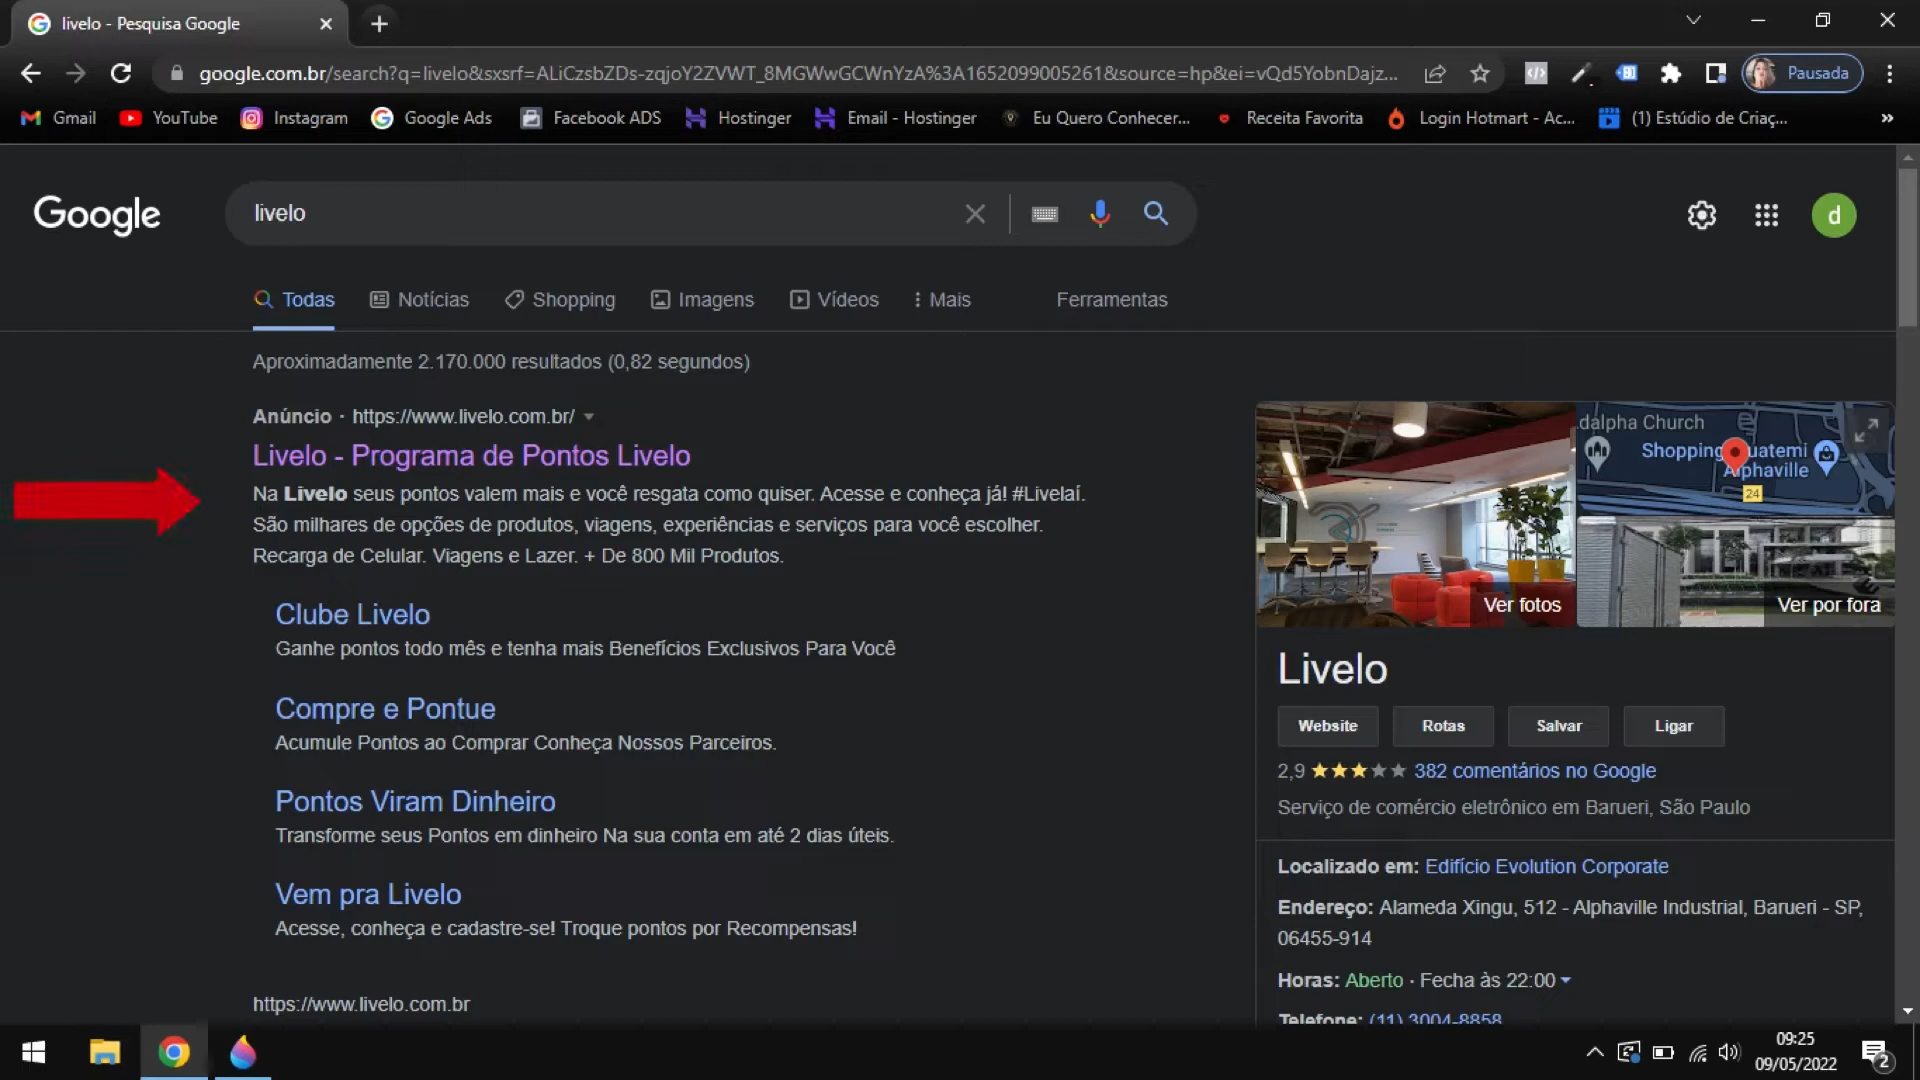 livelo - Pesquisa Google
google.com.br/search?q=livelo&sxsrf=ALiCzsbZDs-zqjoY2ZVWT_8MGWwGCWnYzA%3A1652099005261&source=hp&ei=vQd5YobnDajz...
Pausada
Gmail
YouTube
Instagram
Google Ads
Facebook ADS
Hostinger
Email - Hostinger
Eu Quero Conhecer...
Receita Favorita
Login Hotmart - Ac...
(1) Estúdio de Criaç...
Google
livelo
d
Todas
Notícias
Shopping
Imagens
Vídeos
Mais
Ferramentas
Aproximadamente 2.170.000 resultados (0,82 segundos)
Anúncio · https://www.livelo.com.br/
Livelo - Programa de Pontos Livelo
Na Livelo seus pontos valem mais e você resgata como quiser. Acesse e conheça já! #Livelaí.
São milhares de opções de produtos, viagens, experiências e serviços para você escolher.
Recarga de Celular. Viagens e Lazer. + De 800 Mil Produtos.
Clube Livelo
Ganhe pontos todo mês e tenha mais Benefícios Exclusivos Para Você
Compre e Pontue
Acumule Pontos ao Comprar Conheça Nossos Parceiros.
Pontos Viram Dinheiro
Transforme seus Pontos em dinheiro Na sua conta em até 2 dias úteis.
Vem pra Livelo
Acesse, conheça e cadastre-se! Troque pontos por Recompensas!
https://www.livelo.com.br
dalpha Church
Shopping
uatemi
Alphaville
24
Ver fotos
Ver por fora
Livelo
Website
Rotas
Salvar
Ligar
2,9
382 comentários no Google
Serviço de comércio eletrônico em Barueri, São Paulo
Localizado em: Edifício Evolution Corporate
Endereço: Alameda Xingu, 512 - Alphaville Industrial, Barueri - SP,
06455-914
Horas: Aberto · Fecha às 22:00
Telefone: (11) 3004-8858
09:25
09/05/2022
2